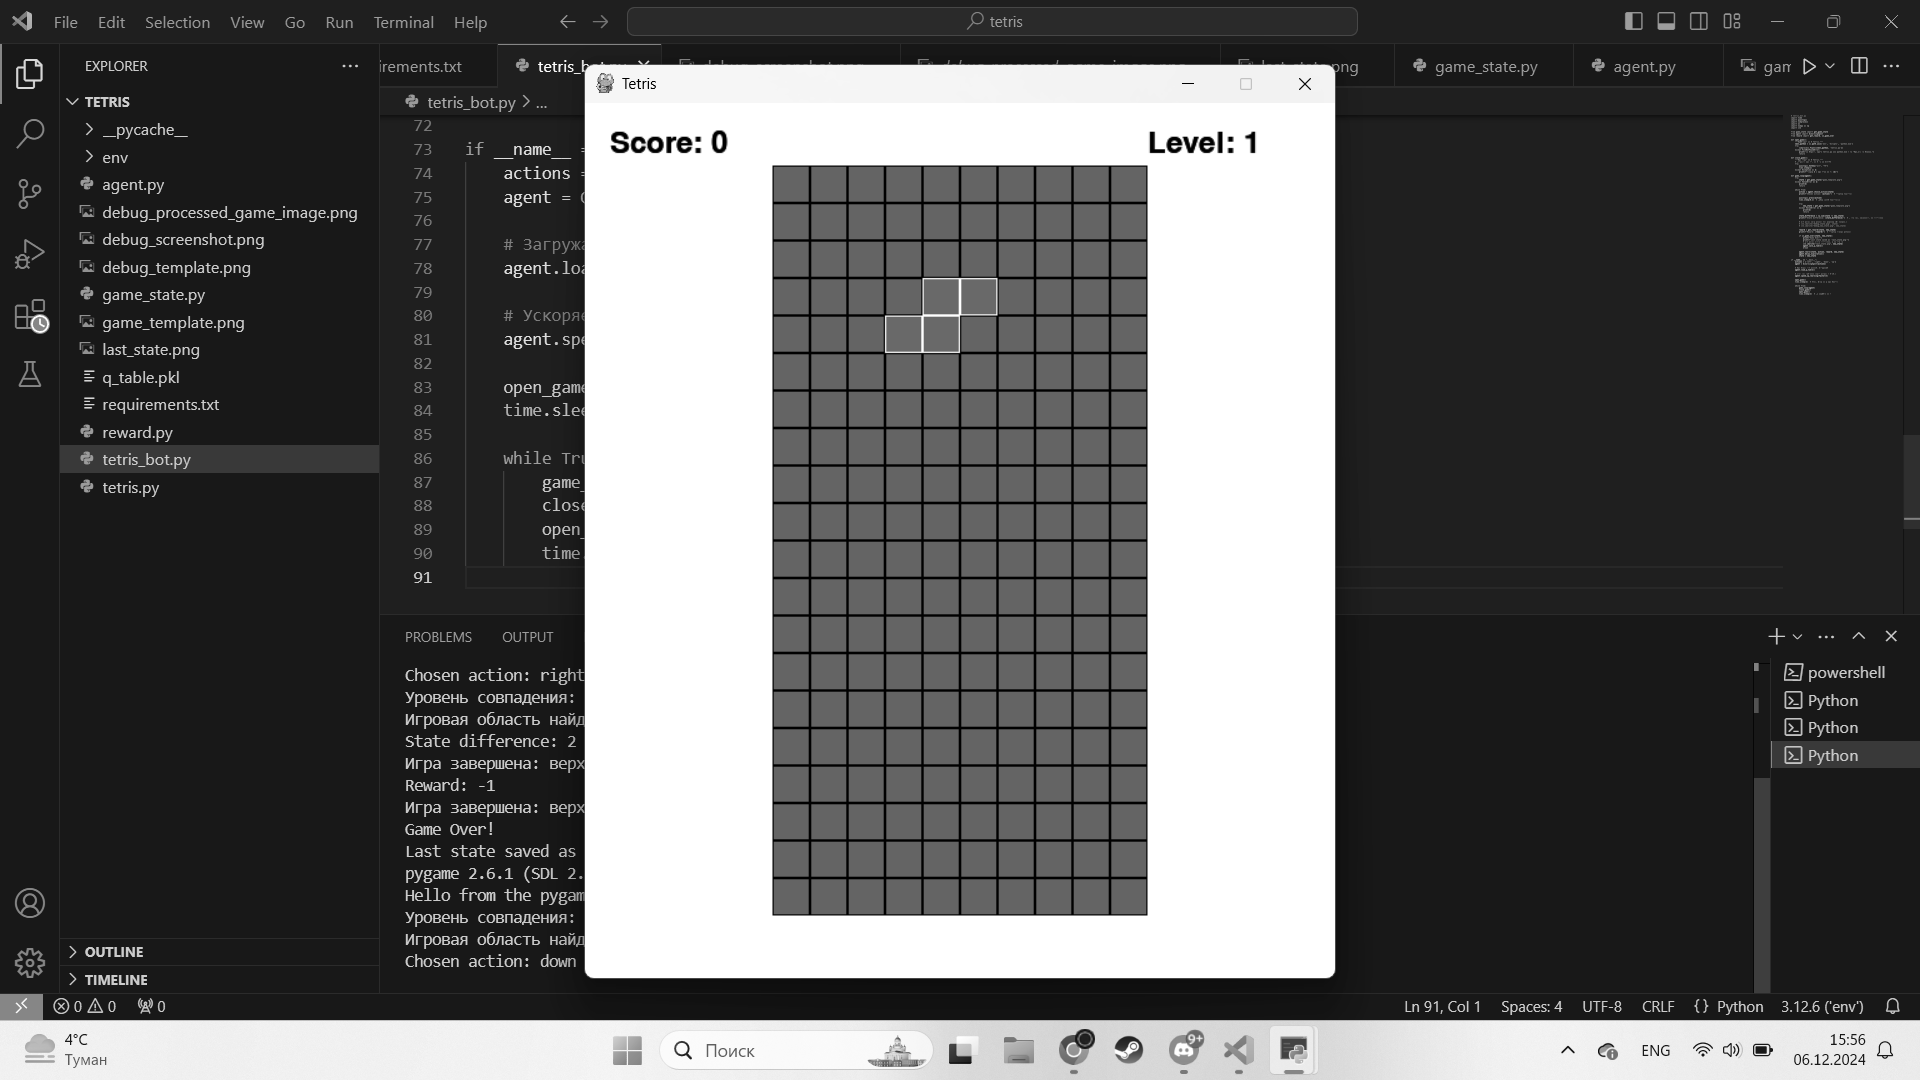 File Edit Selection View Go Run Terminal Help
tetris
EXPLORER
TETRIS
__pycache__
env
agent.py
debug_processed_game_image.png
debug_screenshot.png
debug_template.png
game_state.py
game_template.png
last_state.png
q_table.pkl
requirements.txt
reward.py
tetris_bot.py
tetris.py
OUTLINE
TIMELINE
irements.txt
game_state.py
agent.py
gam
tetris_bot.py > ...
72
73 if __name__ =
74 actions =
75 agent =
76
77 # Загруж
78 agent.loa
79
80 # Ускоря
81 agent.spe
82
83 open_game
84 time.slee
85
86 while Tru
87 game_
88 close
89 open_
90 time.
91
Tetris
Score: 0
Level: 1
PROBLEMS OUTPUT
Chosen action: right
Уровень совпадения:
Игровая область найд
State difference: 2
Игра завершена: верх
Reward: -1
Игра завершена: верх
Game Over!
Last state saved as
pygame 2.6.1 (SDL 2.
Hello from the pygam
Уровень совпадения:
Игровая область найд
Chosen action: down
powershell
Python
Python
Python
0 0 0
Ln 91, Col 1 Spaces: 4 UTF-8 CRLF {} Python 3.12.6 ('env')
4°C
Туман
Поиск
9+
ENG
15:56
06.12.2024